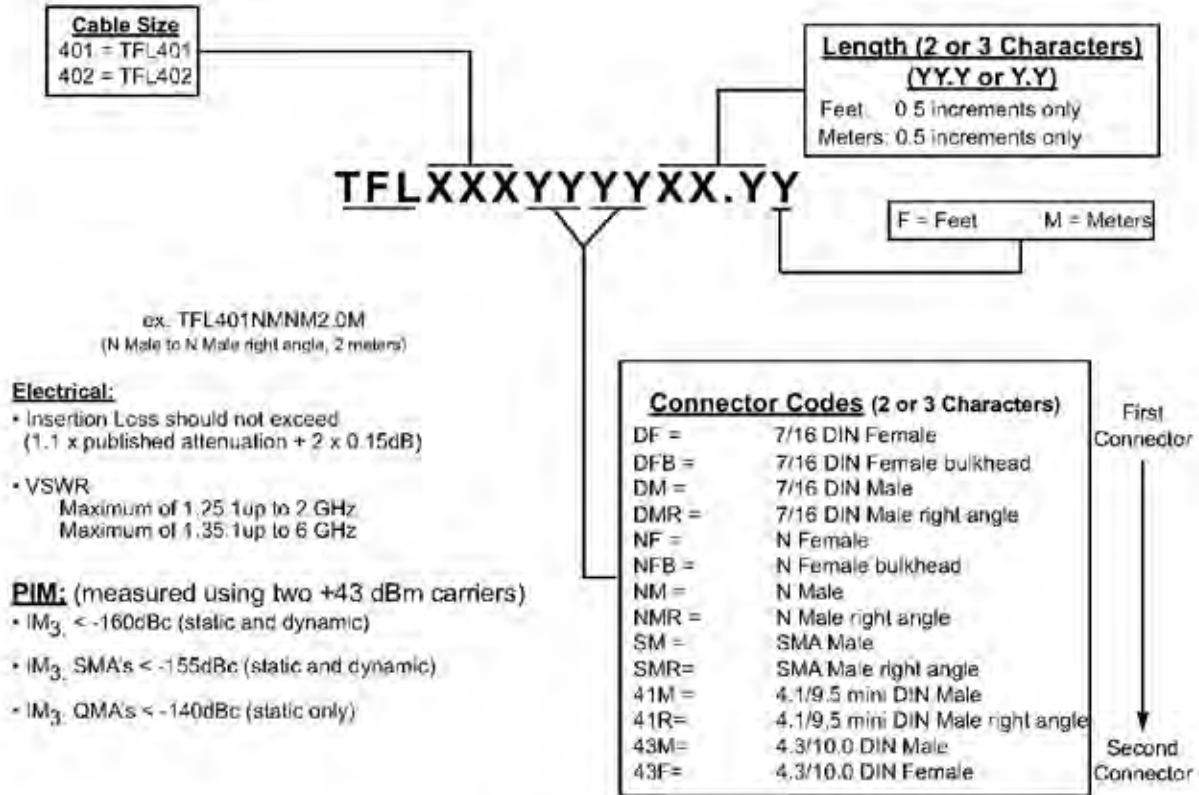 Cable Size
401 = TFL401
402 = TFL402
Length (2 or 3 Characters)
(YY.Y or Y.Y)
Feet. 0 5 increments only
Meters: 0.5 increments only
TFLXXXYYYYXX.YY
F = Feet M = Meters
ex. TFL401NMNM2.0M
(N Male to N Male right angle, 2 meters)
Electrical:
• Insertion Loss should not exceed
(1.1 x published attenuation + 2 x 0.15dB)
• VSWR
Maximum of 1.25.1up to 2 GHz
Maximum of 1.35.1up to 6 GHz
PIM: (measured using two +43 dBm carriers)
• IM3. < -160dBc (static and dynamic)
• IM3. SMA's < -155dBc (static and dynamic)
• IM3. QMA's < -140dBc (static only)
Connector Codes (2 or 3 Characters)
DF = 7/16 DIN Female
DFB = 7/16 DIN Female bulkhead
DM = 7/16 DIN Male
DMR = 7/16 DIN Male right angle
NF = N Female
NFB = N Female bulkhead
NM = N Male
NMR = N Male right angle
SM = SMA Male
SMR= SMA Male right angle
41M = 4.1/9.5 mini DIN Male
41R= 4.1/9.5 mini DIN Male right angle
43M= 4.3/10.0 DIN Male
43F= 4.3/10.0 DIN Female
First
Connector
Second
Connector